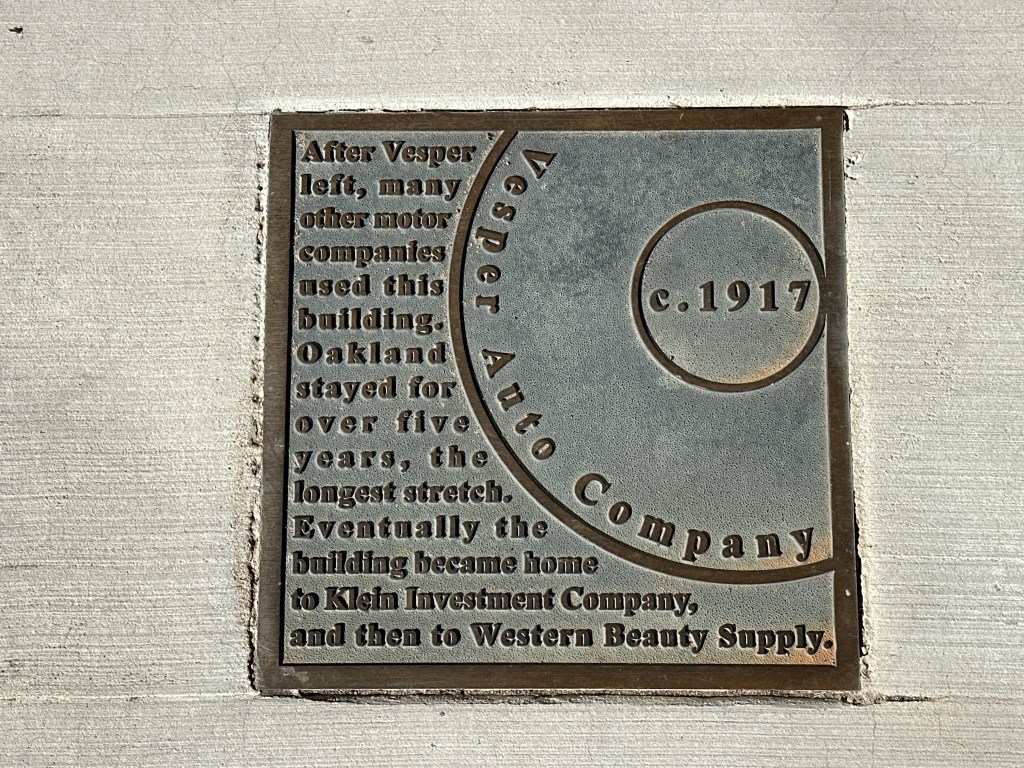 After Vesper
left, many
other motor
companies
used this
building.
Oakland
stayed for
over five
years, the
longest stretch.
Eventually the
building became home
to Klein Investment Company,
and then to Western Beauty Supply.
Vesper Auto Company
c.1917